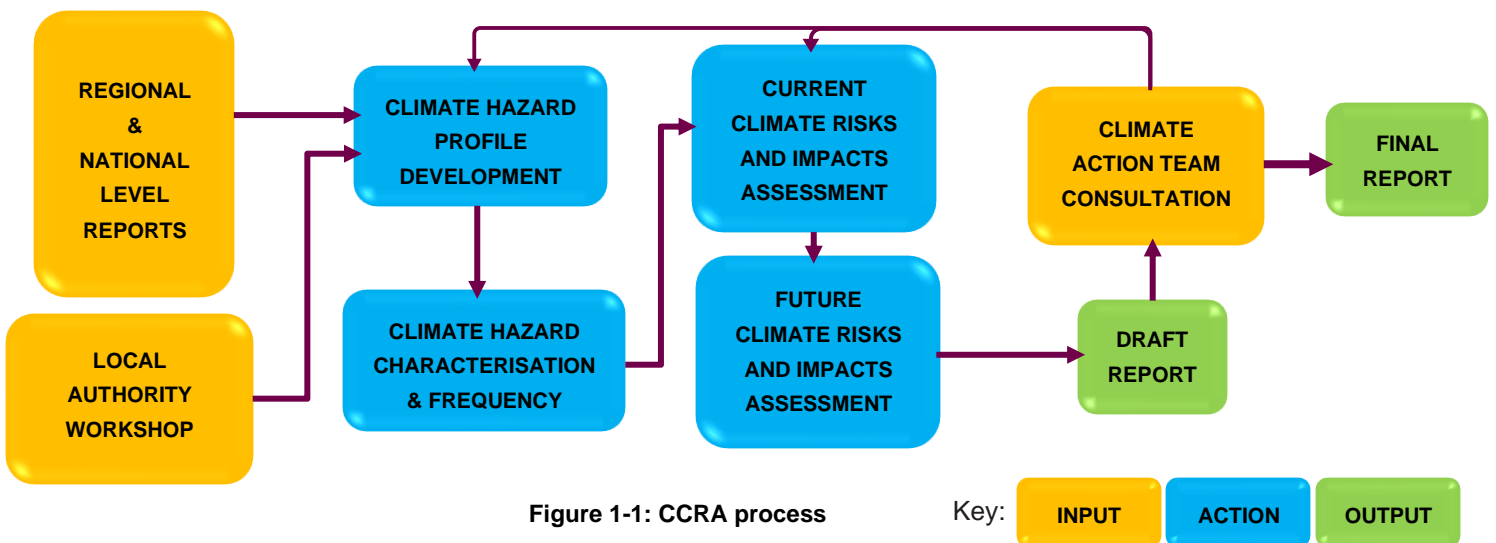 REGIONAL
&
NATIONAL
LEVEL
REPORTS
LOCAL
AUTHORITY
WORKSHOP
CLIMATE HAZARD
PROFILE
DEVELOPMENT
CLIMATE HAZARD
CHARACTERISATION
& FREQUENCY
CURRENT
CLIMATE RISKS
AND IMPACTS
ASSESSMENT
FUTURE
CLIMATE RISKS
AND IMPACTS
ASSESSMENT
DRAFT
REPORT
CLIMATE
ACTION TEAM
CONSULTATION
FINAL
REPORT
Figure 1-1: CCRA process
Key:
INPUT
ACTION
OUTPUT